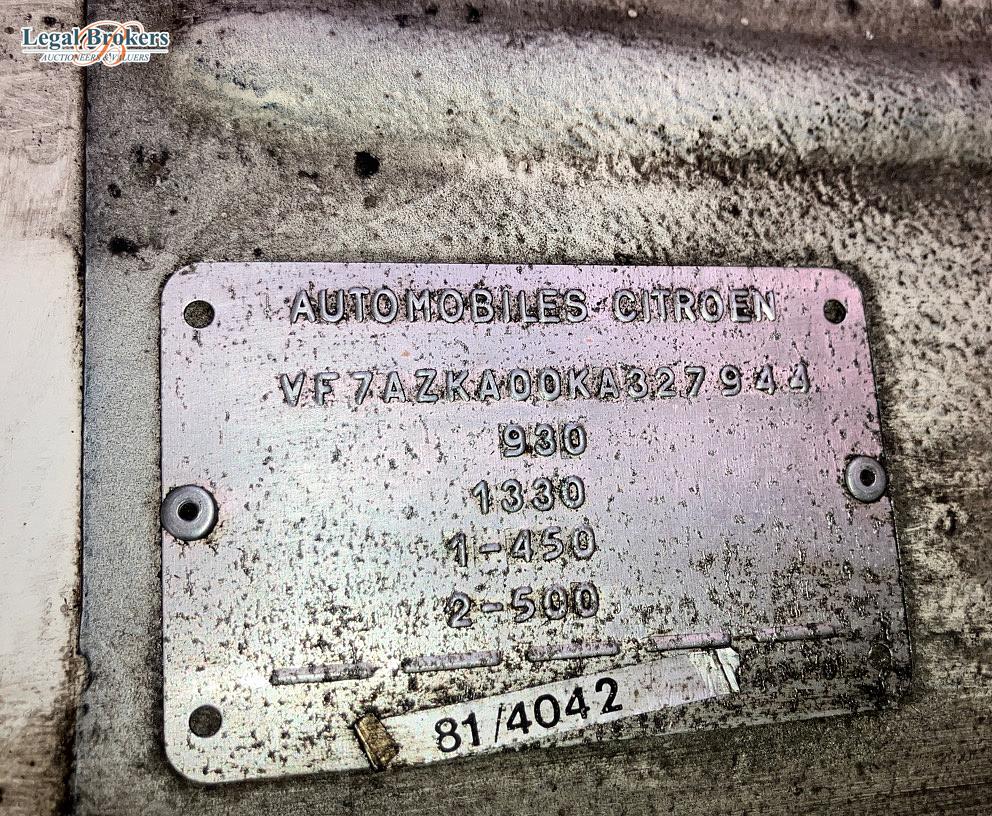 Legal Brokers
AUCTIONEERS & VALUERS
AUTOMOBILES CITROEN
VF7AZKA00KA327944
930
1330
1-450
2-500
81/4042